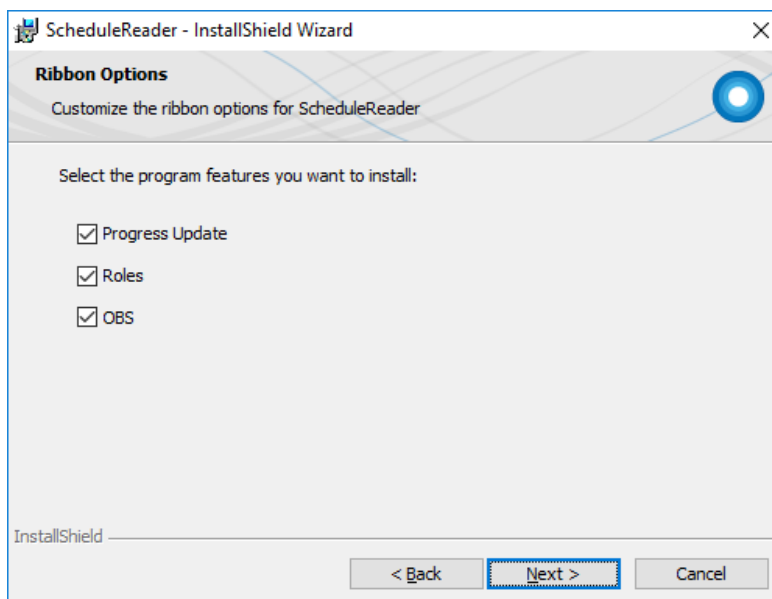 ScheduleReader - InstallShield Wizard
Ribbon Options
Customize the ribbon options for ScheduleReader
Select the program features you want to install:
Progress Update
Roles
OBS
InstallShield
< Back
Next >
Cancel